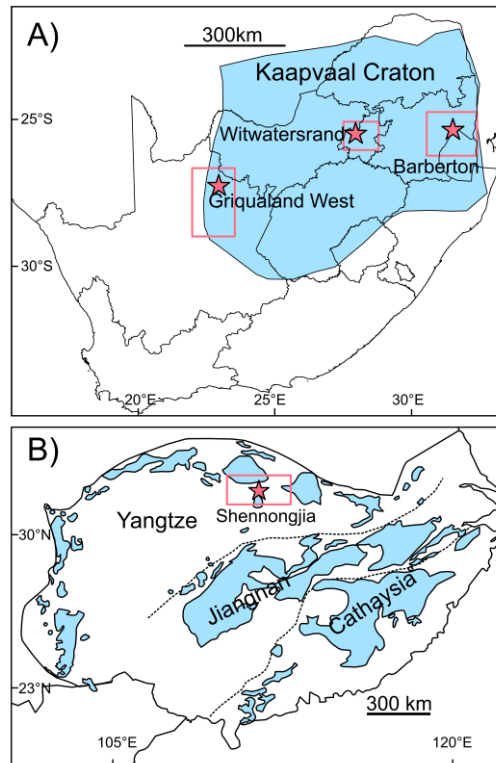 A)
300km
Kaapvaal Craton
25°S
Witwatersrand
Barberton
Griqualand West
30°S
20°E
25°E
30°E
B)
Yangtze
Shennongjia
30°N
Jiangnan
Cathaysia
23°N
300 km
105°E
120°E